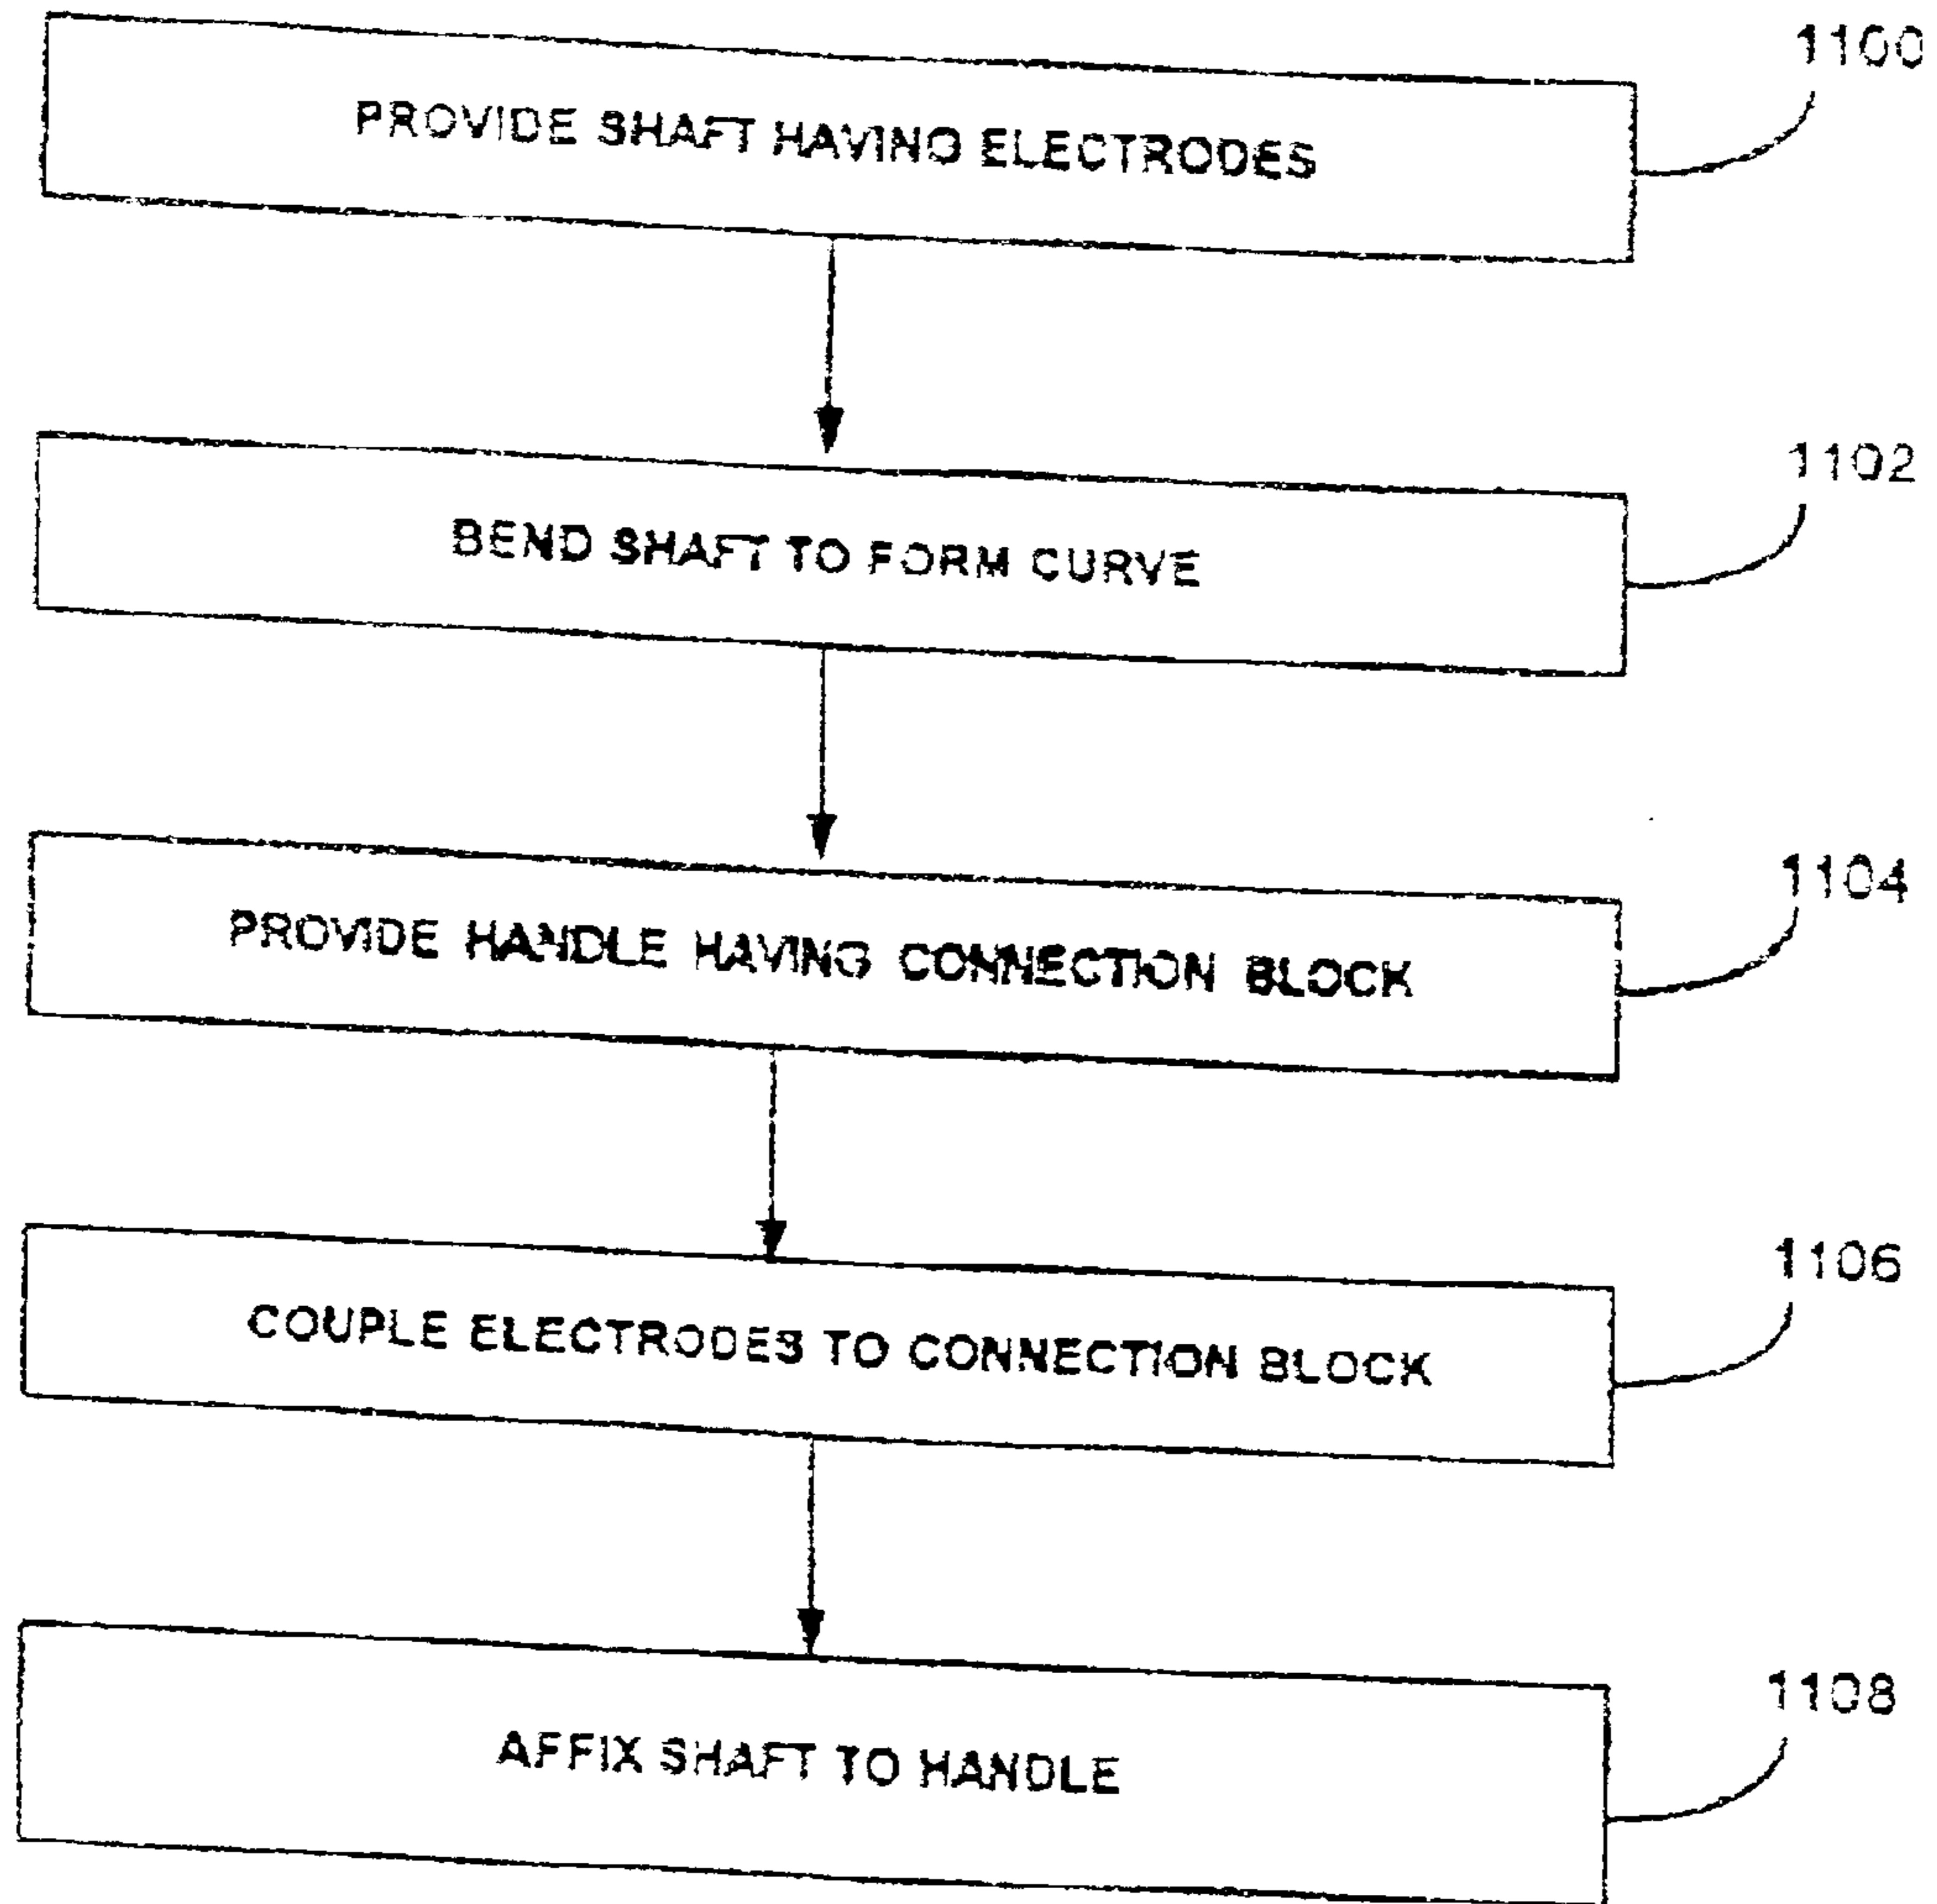 1100
PROVIDE SHAFT HAVING ELECTRODES
1102
BEND SHAFT TO FORM CURVE
1104
PROVIDE HANDLE HAVING CONNECTION BLOCK
1106
COUPLE ELECTRODES TO CONNECTION BLOCK
1108
AFFIX SHAFT TO HANDLE